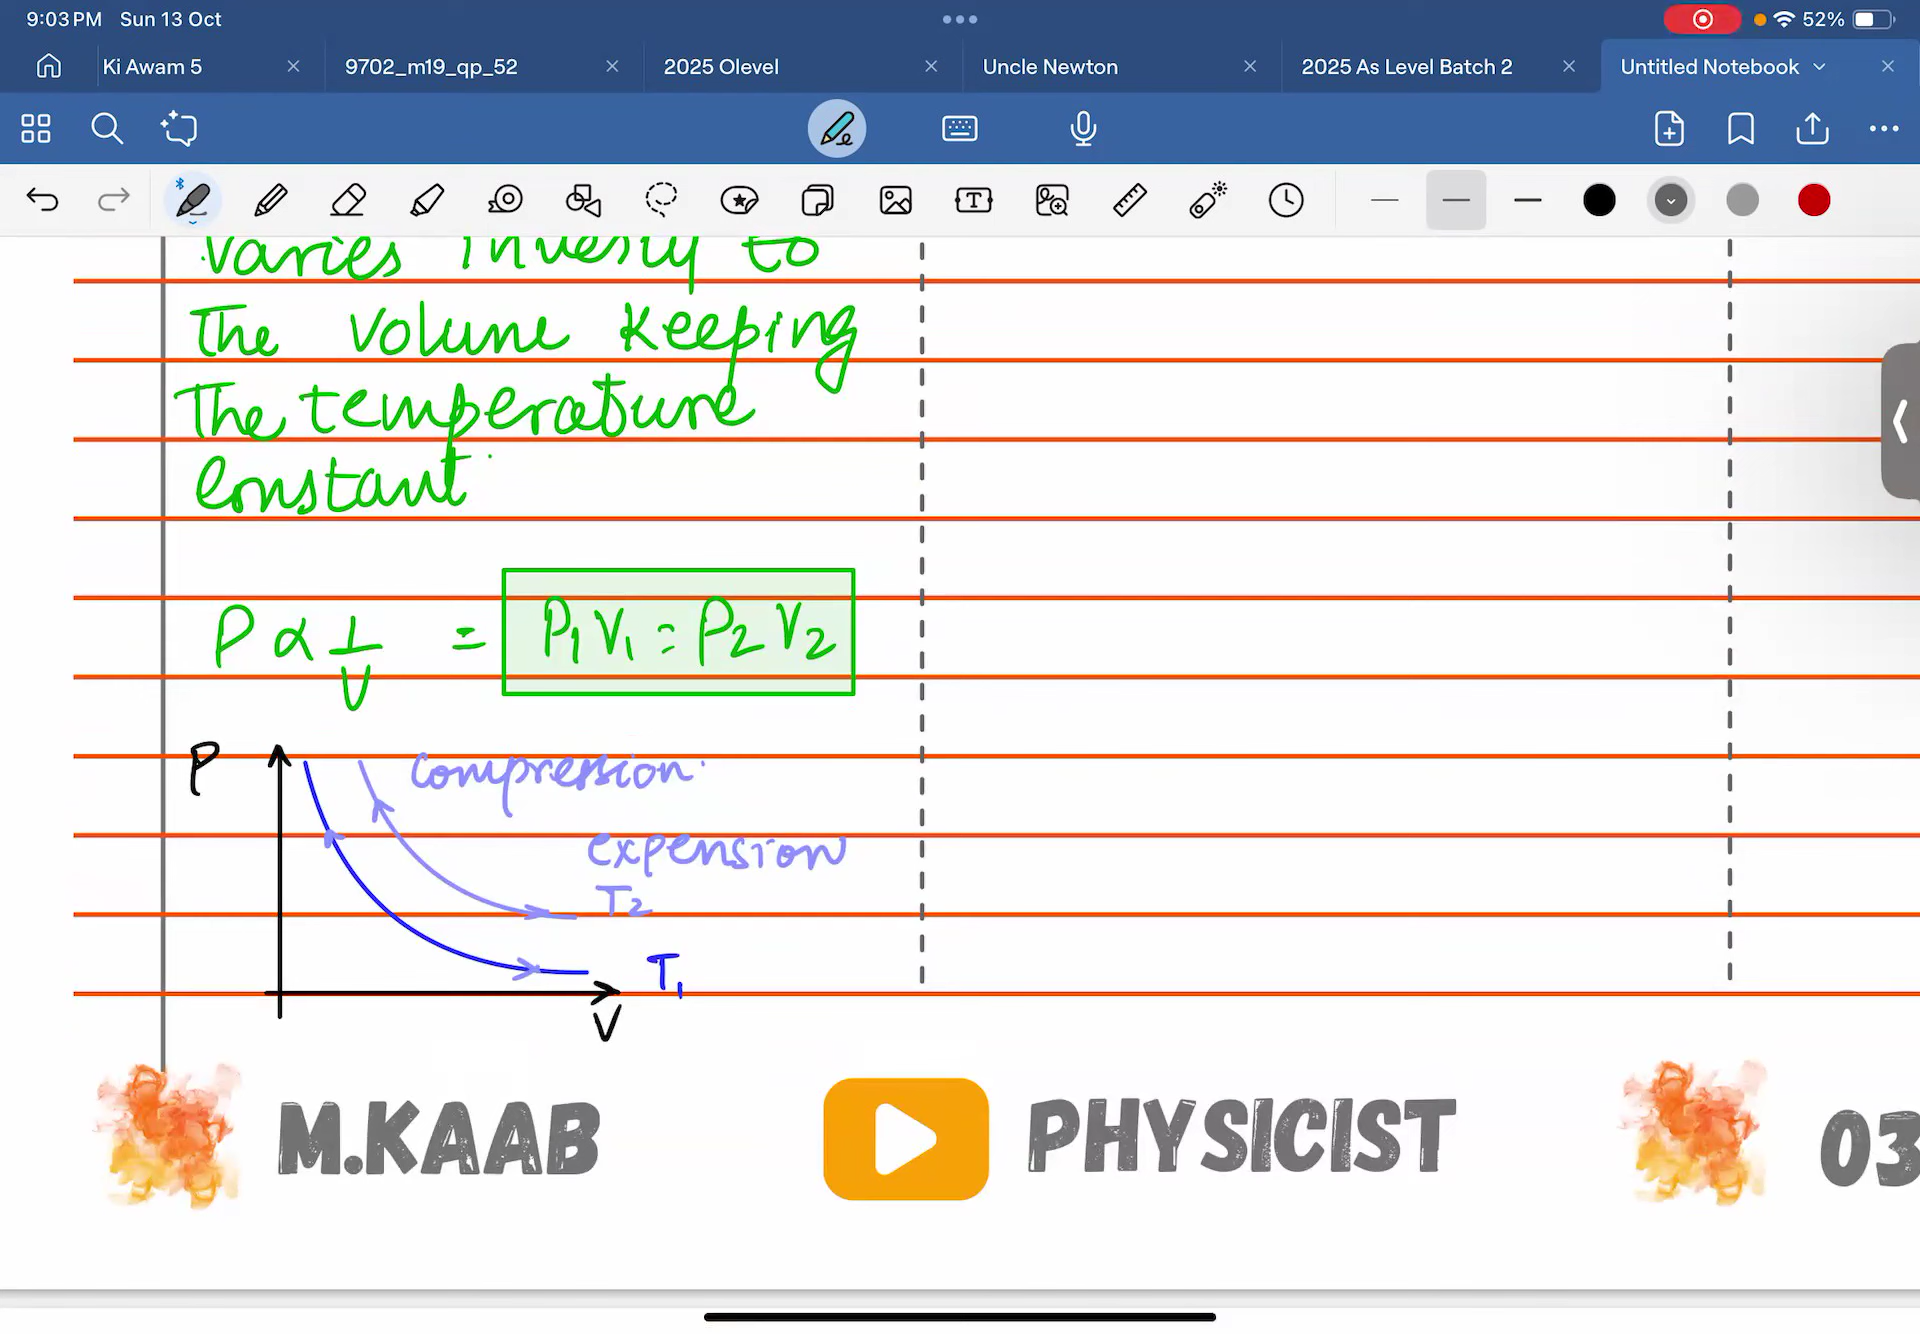 9:03 PM Sun 13 Oct
52%
Ki Awam 5
9702_m19_qp_52
2025 Olevel
Uncle Newton
2025 As Level Batch 2
Untitled Notebook
varies inversly to
The volume keeping
The temperature
constant
P ∝ 1/V = P₁V₁ = P₂V₂
P
compression
expension
T₂
T₁
V
M.KAAB PHYSICIST 03